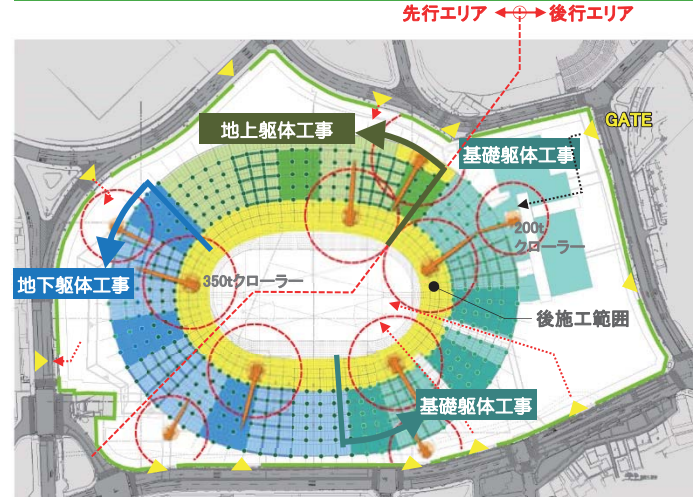 先行エリア
後行エリア
GATE
地上躯体工事
基礎躯体工事
200t
クローラー
地下躯体工事
350tクローラー
後施工範囲
基礎躯体工事